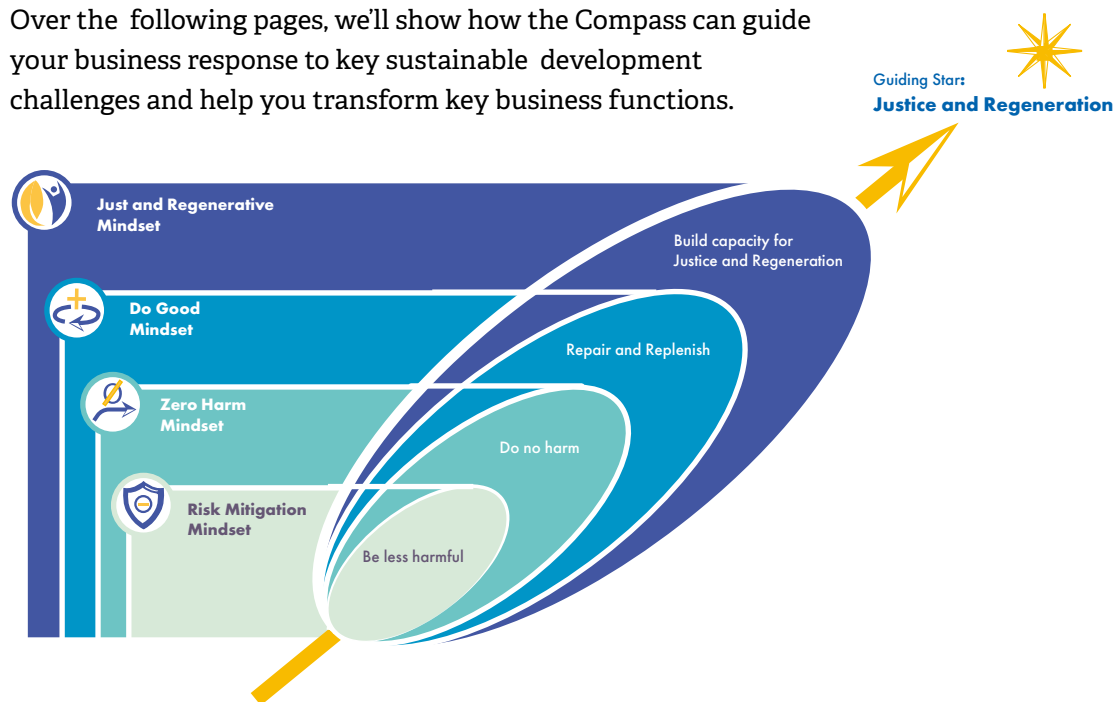 Over the following pages, we'll show how the Compass can guide
your business response to key sustainable development
challenges and help you transform key business functions.
Guiding Star:
Justice and Regeneration
Just and Regenerative
Mindset
Build capacity for
Justice and Regeneration
Do Good
Mindset
Repair and Replenish
Zero Harm
Mindset
Do no harm
Risk Mitigation
Mindset
Be less harmful